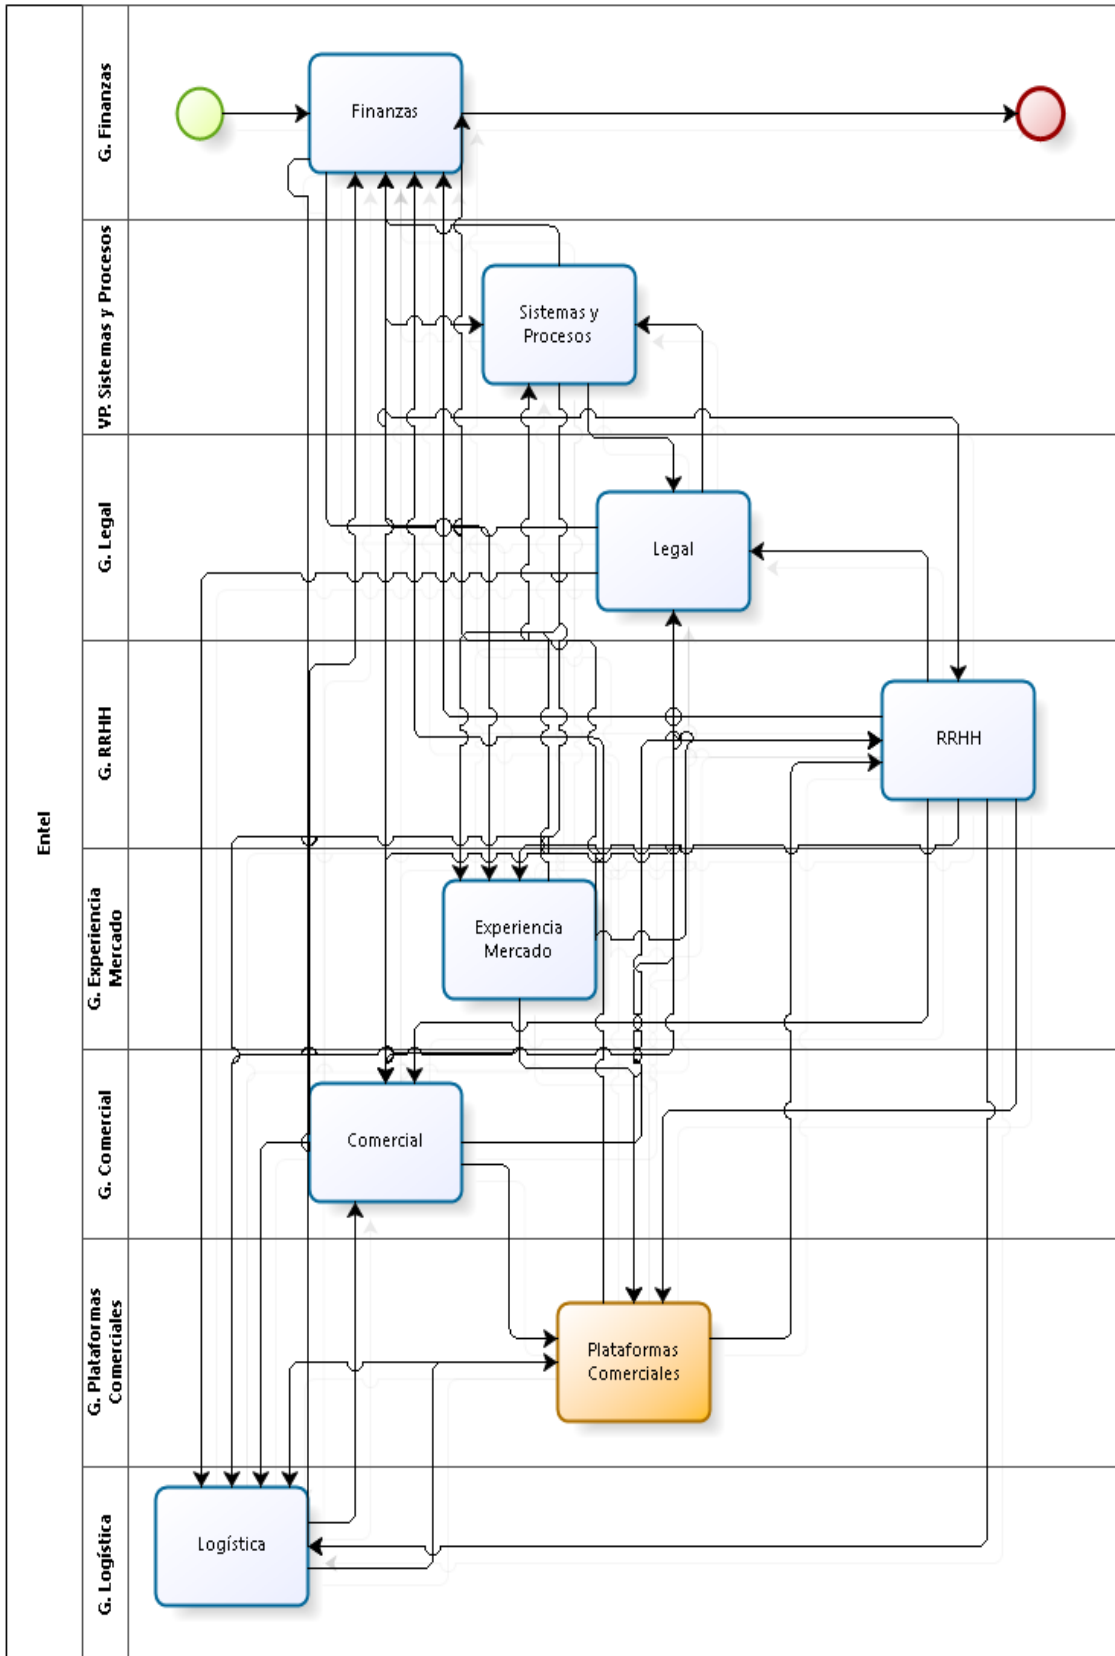 Entel
G. Finanzas
Finanzas
VP. Sistemas y Procesos
Sistemas y
Procesos
G. Legal
Legal
G. RRHH
RRHH
G. Experiencia
Mercado
Experiencia
Mercado
G. Comercial
Comercial
G. Plataformas
Comerciales
Plataformas
Comerciales
G. Logística
Logística